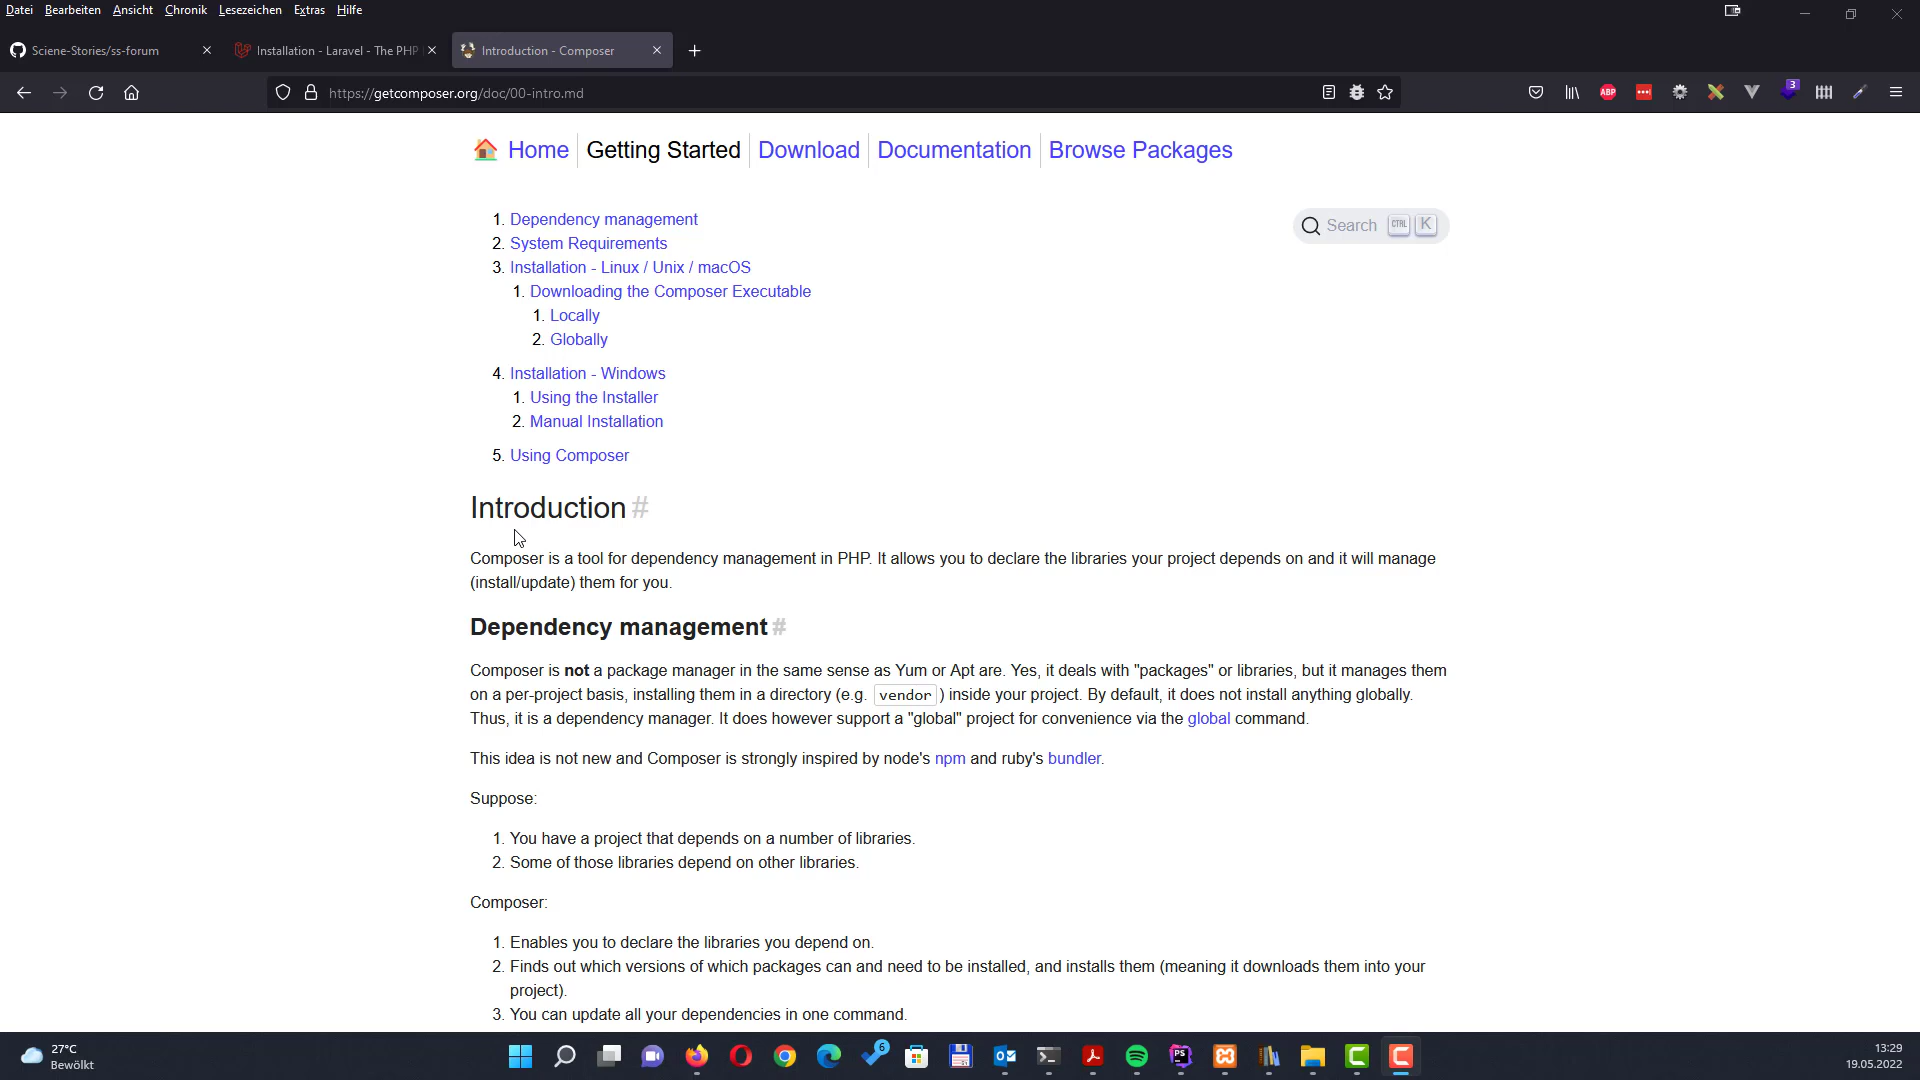 Datei Bearbeiten Ansicht Chronik Lesezeichen Extras Hilfe
Sciene-Stories/ss-forum
Installation - Laravel - The PHP
Introduction - Composer
https://getcomposer.org/doc/00-intro.md
ABP
3
Home
Getting Started
Download
Documentation
Browse Packages
1. Dependency management
Search CTRL K
2. System Requirements
3. Installation - Linux / Unix / macOS
1. Downloading the Composer Executable
1. Locally
2. Globally
4. Installation - Windows
1. Using the Installer
2. Manual Installation
5. Using Composer
Introduction #
Composer is a tool for dependency management in PHP. It allows you to declare the libraries your project depends on and it will manage
(install/update) them for you.
Dependency management #
Composer is not a package manager in the same sense as Yum or Apt are. Yes, it deals with "packages" or libraries, but it manages them
on a per-project basis, installing them in a directory (e.g. vendor ) inside your project. By default, it does not install anything globally.
Thus, it is a dependency manager. It does however support a "global" project for convenience via the global command.
This idea is not new and Composer is strongly inspired by node's npm and ruby's bundler.
Suppose:
1. You have a project that depends on a number of libraries.
2. Some of those libraries depend on other libraries.
Composer:
1. Enables you to declare the libraries you depend on.
2. Finds out which versions of which packages can and need to be installed, and installs them (meaning it downloads them into your
project).
3. You can update all your dependencies in one command.
27°C
Bewölkt
6
PS
13:29
19.05.2022